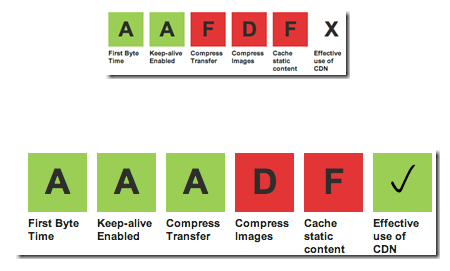 A A F D F X
First Byte Keep-alive Compress Compress Cache Effective
Time Enabled Transfer Images static use of
content CDN
A A A D F ✓
First Byte Keep-alive Compress Compress Cache Effective
Time Enabled Transfer Images static use of
content CDN